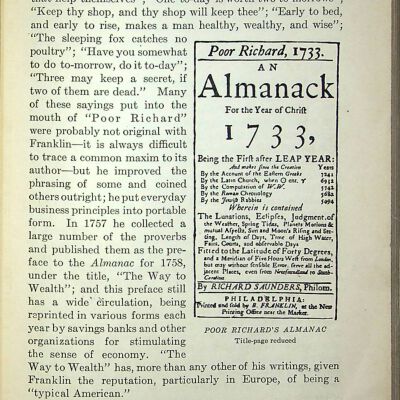 that help themselves"; "One to-day is worth two to-morrow";
"Keep thy shop, and thy shop will keep thee"; "Early to bed,
and early to rise, makes a man healthy, wealthy, and wise";
"The sleeping fox catches no
poultry"; "Have you somewhat
to do to-morrow, do it to-day";
"Three may keep a secret, if
two of them are dead." Many
of these sayings put into the
mouth of "Poor Richard"
were probably not original with
Franklin—it is always difficult
to trace a common maxim to its
author—but he improved the
phrasing of some and coined
others outright; he put everyday
business principles into portable
form. In 1757 he collected a
large number of the proverbs
and published them as the pre-
face to the Almanac for 1758,
under the title, "The Way to
Wealth"; and this preface still
has a wide circulation, being
reprinted in various forms each
year by savings banks and other
organizations for stimulating
the sense of economy. "The
Way to Wealth" has, more than any other of his writings, given
Franklin the reputation, particularly in Europe, of being a
"typical American."
Poor Richard, 1733.
AN
Almanack
For the Year of Christ
1733,
Being the First after LEAP YEAR:
And makes since the Creation Years
By the Account of the Eastern Greeks 7241
By the Latin Church, when ☉ ent. ♈ 6932
By the Computation of W.W. 5742
By the Roman Chronology 5682
By the Jewish Rabbies 5494
Wherein is contained
The Lunations, Eclipses, Judgment of
the Weather, Spring Tides, Planets Motions &
mutual Aspects, Sun and Moon's Rising and Set-
ting, Length of Days, Time of High Water,
Fairs, Courts, and observable Days
Fitted to the Latitude of Forty Degrees,
and a Meridian of Five Hours West from London,
but may without sensible Error, serve all the ad-
jacent Places, even from Newfoundland to South-
Carolina
By RICHARD SAUNDERS, Philom.
PHILADELPHIA:
Printed and sold by B. FRANKLIN, at the New
Printing Office near the Market.
POOR RICHARD'S ALMANAC
Title-page reduced